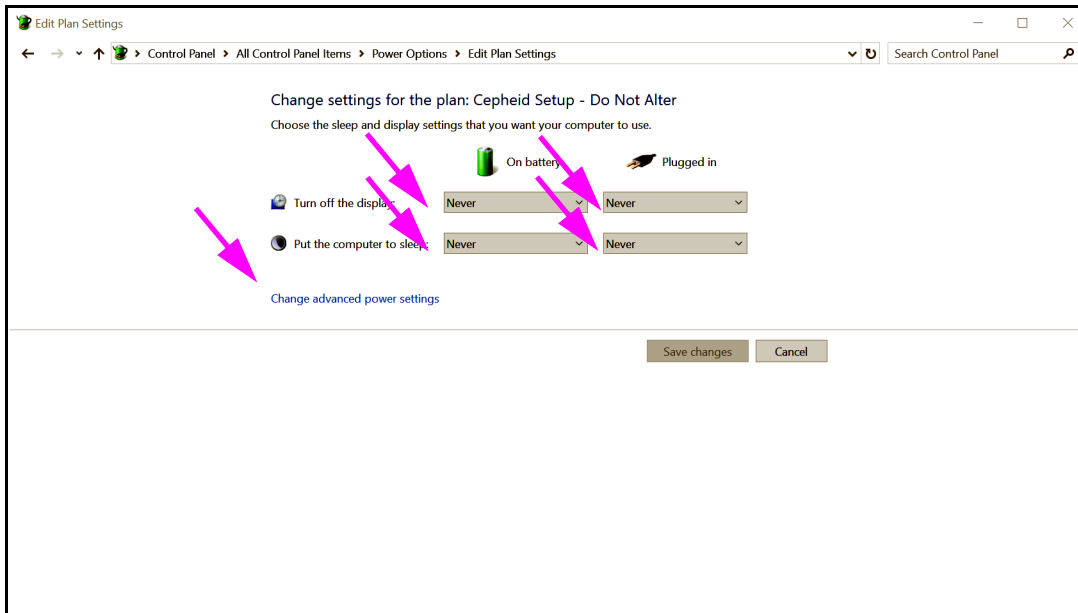 Edit Plan Settings
Control Panel > All Control Panel Items > Power Options > Edit Plan Settings
Search Control Panel
Change settings for the plan: Cepheid Setup - Do Not Alter
Choose the sleep and display settings that you want your computer to use.
On battery Plugged in
Turn off the display: Never Never
Put the computer to sleep: Never Never
Change advanced power settings
Save changes Cancel